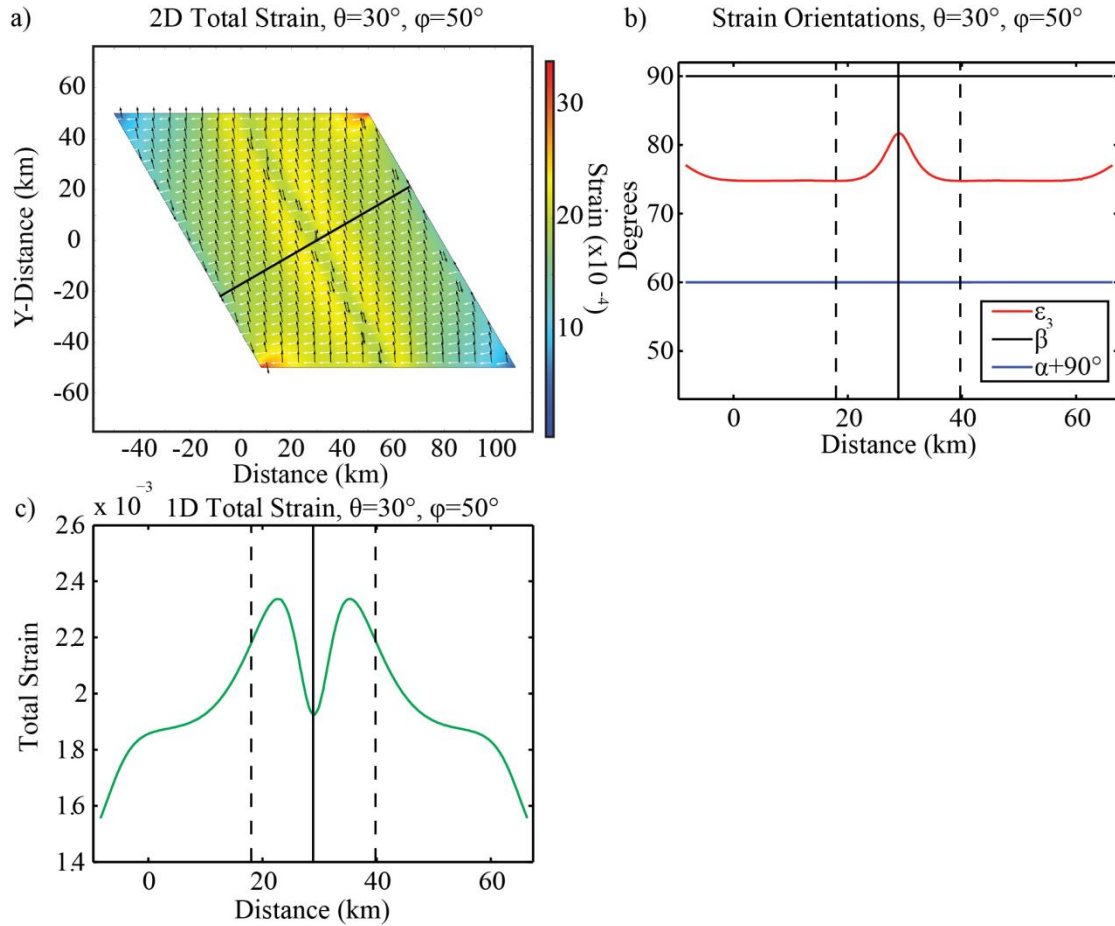 a)
2D Total Strain, θ=30°, φ=50°
60
40
20
0
-20
-40
-60
Y-Distance (km)
-40 -20 0 20 40 60 80 100
Distance (km)
30
20
10
Strain (x10 ⁻⁴)
b)
Strain Orientations, θ=30°, φ=50°
90
80
70
60
50
Degrees
ε₃
β
α+90°
0 20 40 60
Distance (km)
c)
x 10 ⁻³
1D Total Strain, θ=30°, φ=50°
2.6
2.4
2.2
2
1.8
1.6
1.4
Total Strain
0 20 40 60
Distance (km)